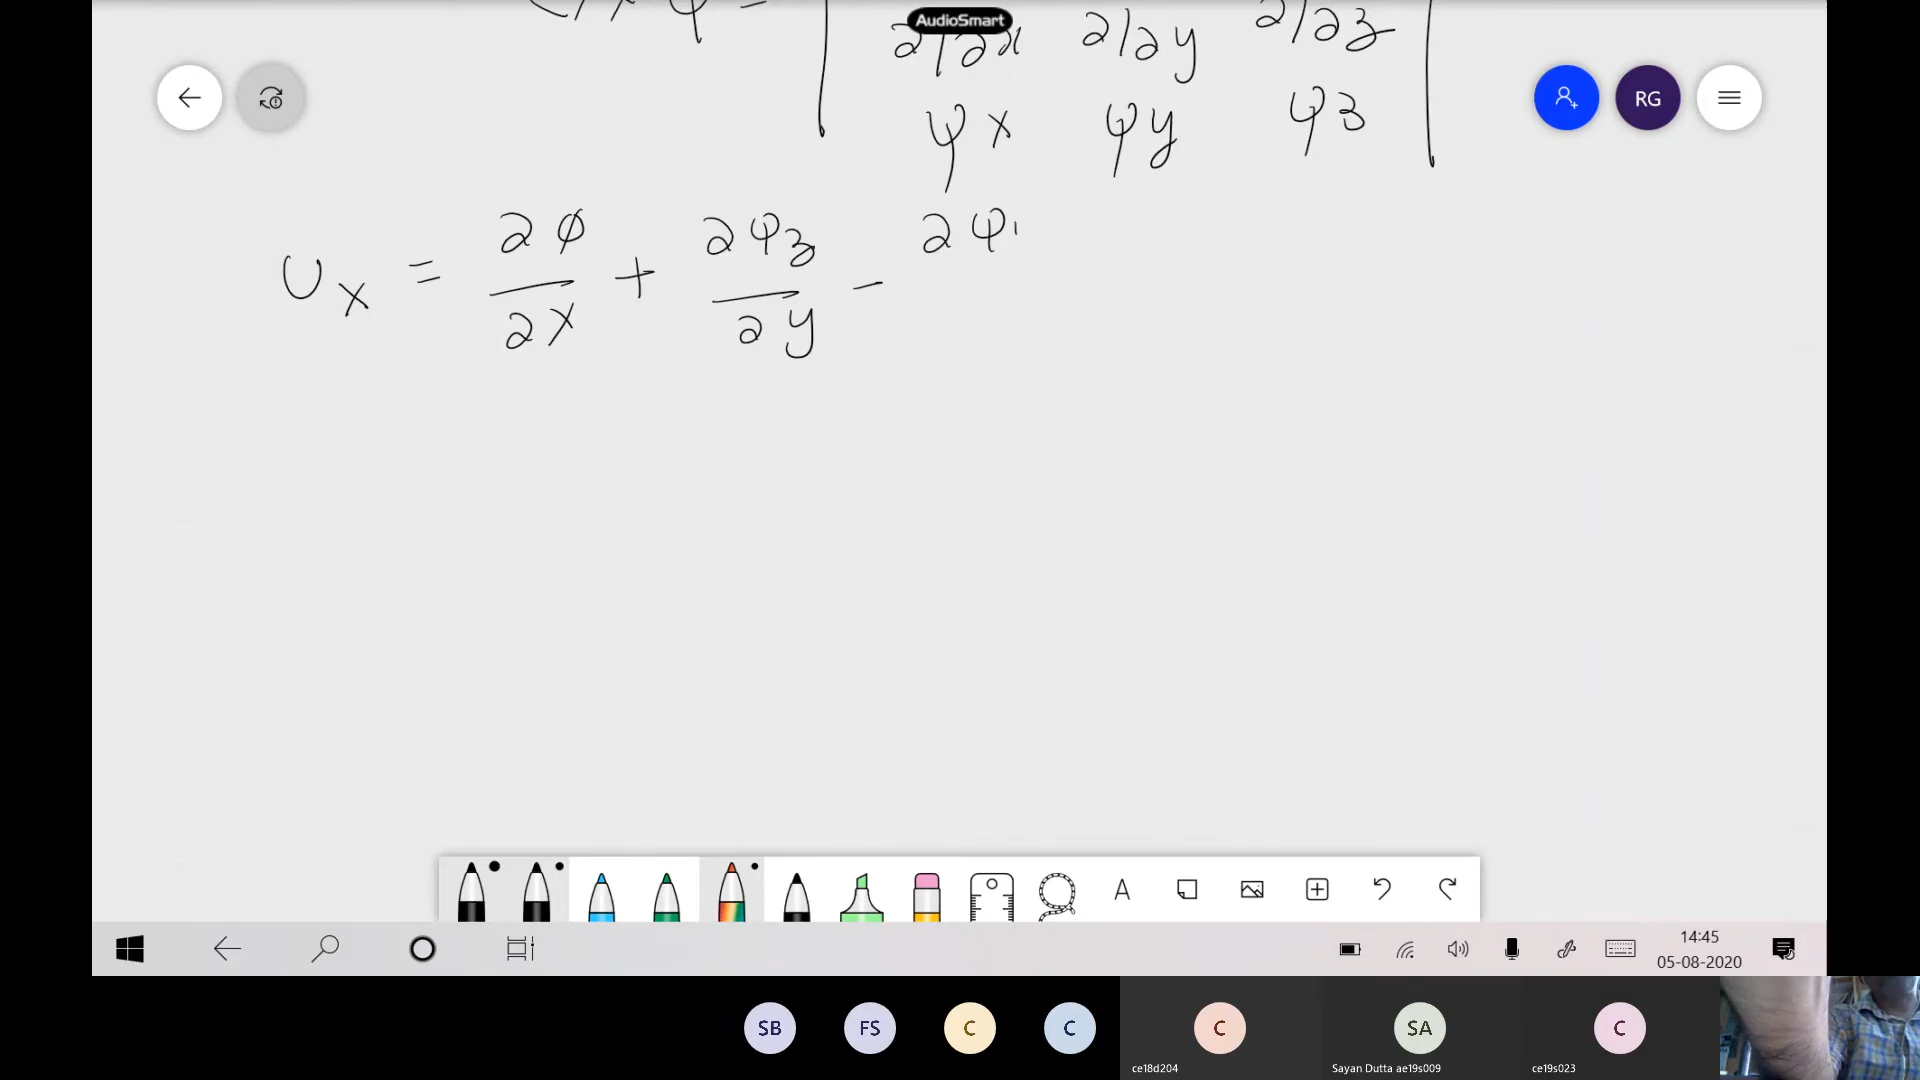 AudioSmart
∂/∂x ∂/∂y ∂/∂z
ψx ψy ψz
RG
Ux = ∂φ/∂x + ∂ψz/∂y - ∂ψ
A
14:45
05-08-2020
SB FS C C C SA C
ce18d204 Sayan Dutta ae19s009 ce19s023